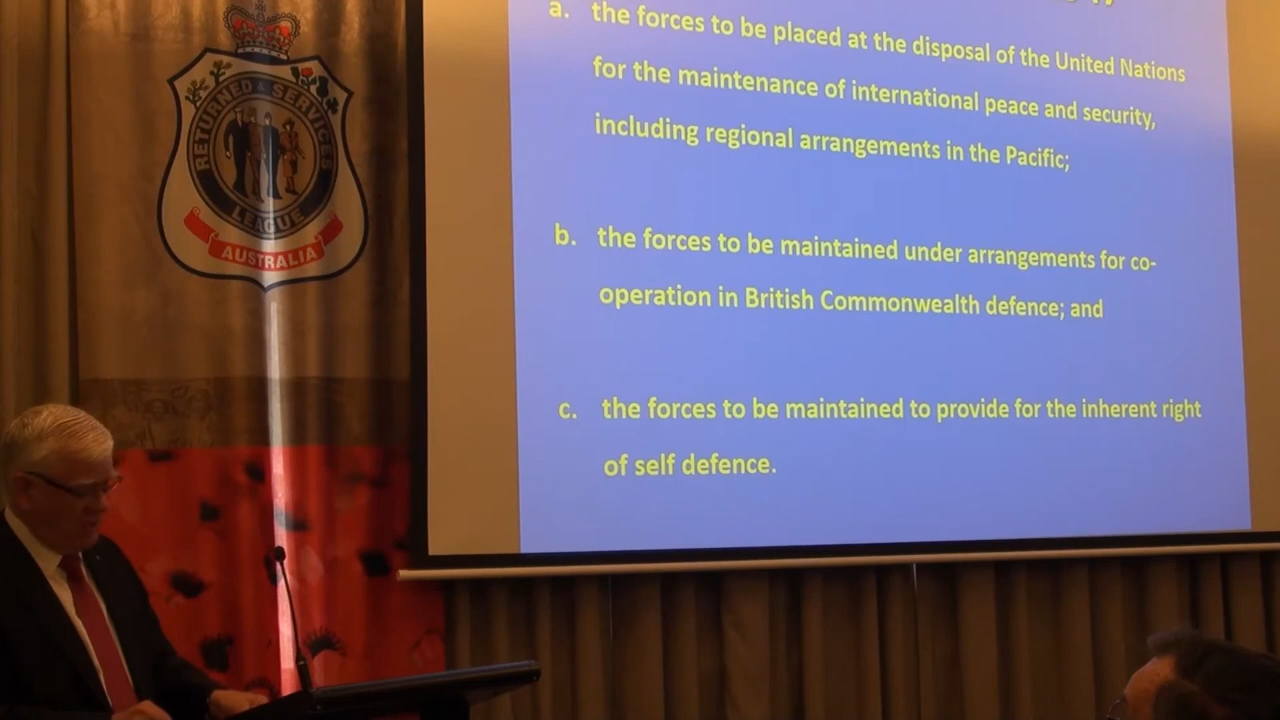 a. the forces to be placed at the disposal of the United Nations
for the maintenance of international peace and security,
including regional arrangements in the Pacific;
b. the forces to be maintained under arrangements for co-
operation in British Commonwealth defence; and
c. the forces to be maintained to provide for the inherent right
of self defence.
RETURNED & SERVICES
LEAGUE
AUSTRALIA